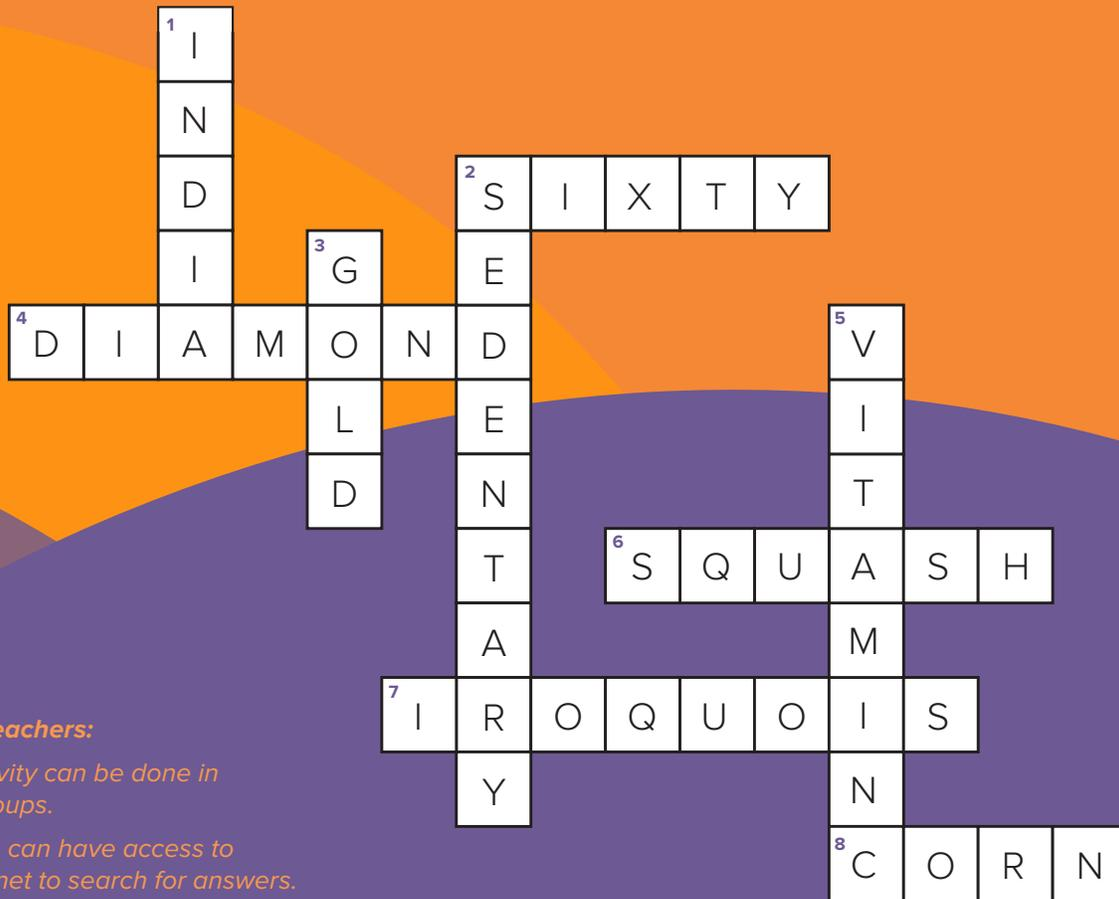 1 I
N
D
2 S I X T Y
I 3 G E
4 D I A M O N D 5 V
L E I
D N T
T 6 S Q U A S H
A M
7 I R O Q U O I S
Y N
8 C O R N
eachers:
vity can be done in
oups.
can have access to
net to search for answers.